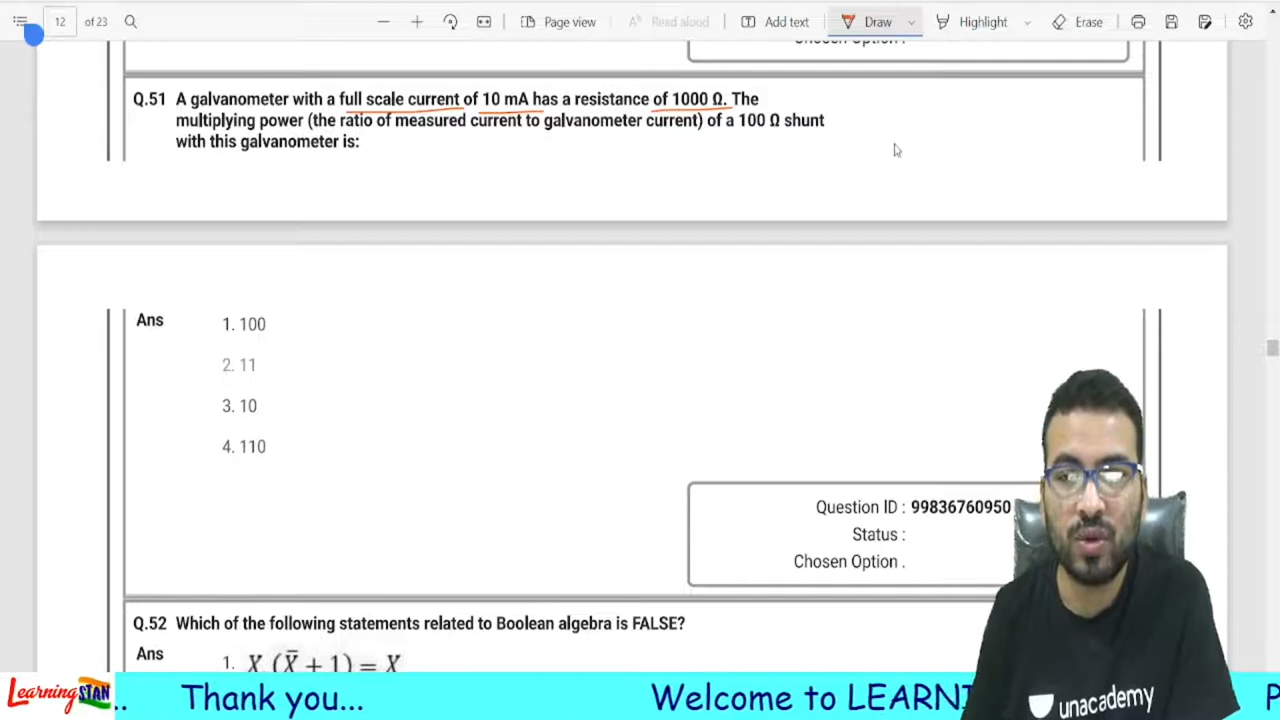 12 of 23 Page view Read aloud Add text Draw Highlight Erase
Q.51 A galvanometer with a full scale current of 10 mA has a resistance of 1000 Ω. The
multiplying power (the ratio of measured current to galvanometer current) of a 100 Ω shunt
with this galvanometer is:
Ans
1. 100
2. 11
3. 10
4. 110
Question ID : 99836760950
Status :
Chosen Option .
Q.52 Which of the following statements related to Boolean algebra is FALSE?
Ans
1. X (X̅ + 1) = X
LearningSTAN
.. Thank you... Welcome to LEARNI P
unacademy